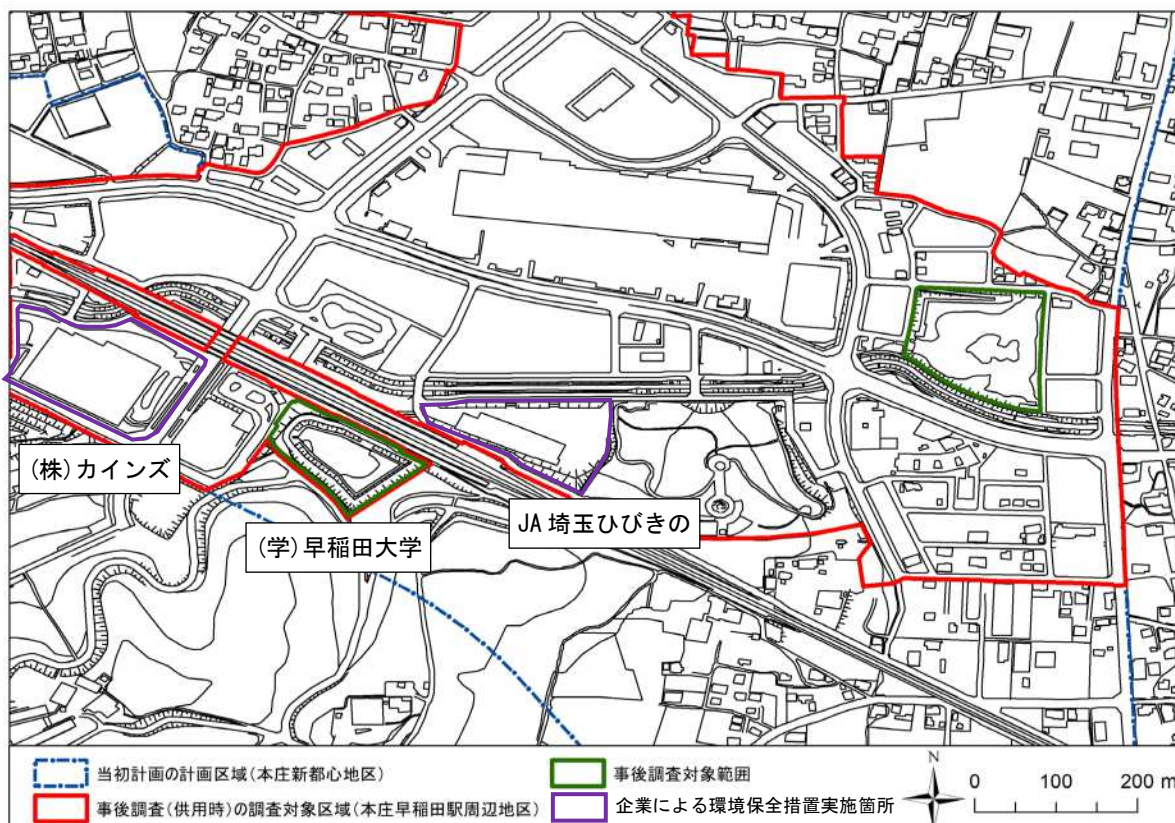 (株)カインズ
(学)早稲田大学
JA 埼玉ひびきの
当初計画の計画区域(本庄新都心地区)
事後調査対象範囲
事後調査(供用時)の調査対象区域(本庄早稲田駅周辺地区)
企業による環境保全措置実施箇所
N
0 100 200 m